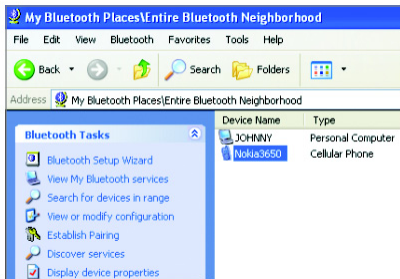 My Bluetooth Places\Entire Bluetooth Neighborhood
File Edit View Bluetooth Favorites Tools Help
Back Search Folders
Address My Bluetooth Places\Entire Bluetooth Neighborhood
Bluetooth Tasks
Bluetooth Setup Wizard
View My Bluetooth services
Search for devices in range
View or modify configuration
Establish Pairing
Discover services
Display device properties
Device Name Type
JOHNNY Personal Computer
Nokia3650 Cellular Phone